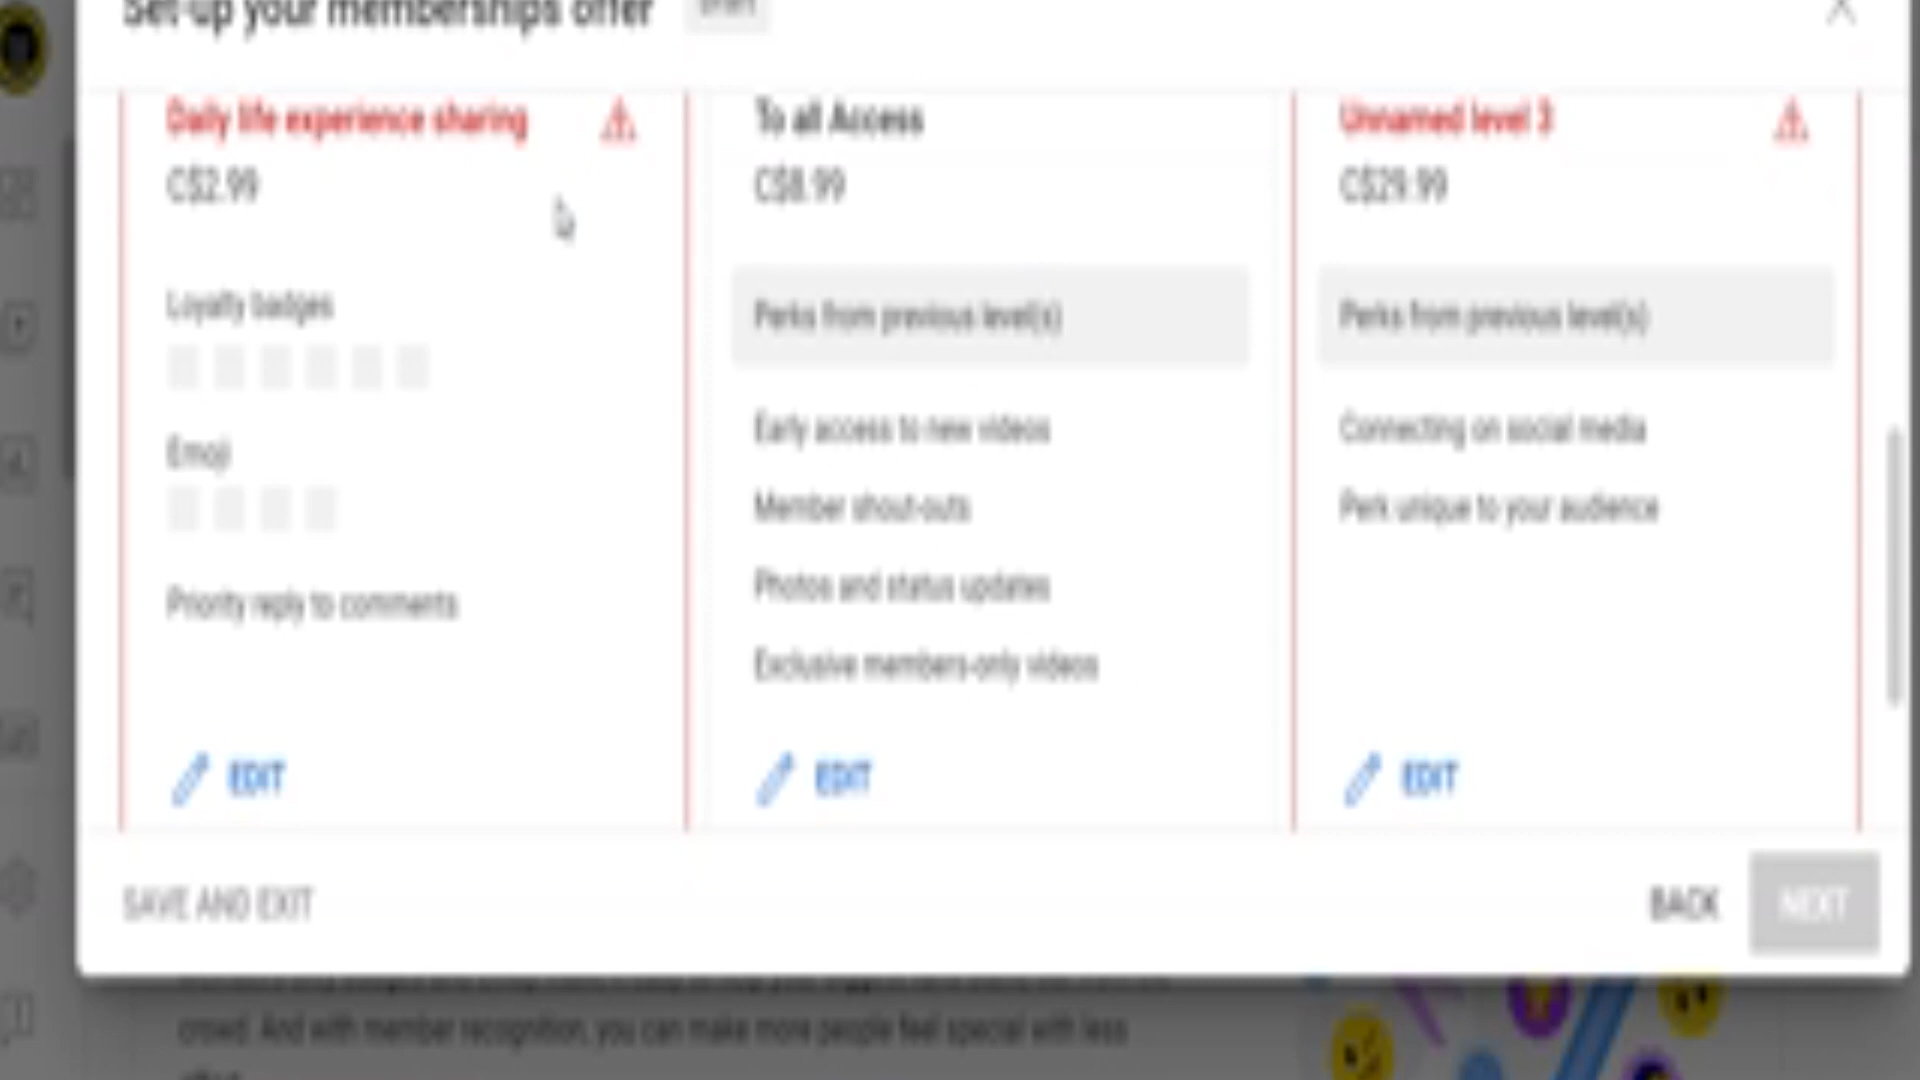 Set-up your memberships offer
Draft
Daily life experience sharing
C$2.99
Loyalty badges
Emoji
Priority reply to comments
EDIT
To all Access
C$8.99
Perks from previous level(s)
Early access to new videos
Member shout-outs
Photos and status updates
Exclusive members-only videos
EDIT
Unnamed level 3
C$29.99
Perks from previous level(s)
Connecting on social media
Perk unique to your audience
EDIT
SAVE AND EXIT
BACK
NEXT
crowd. And with member recognition, you can make more people feel special with less